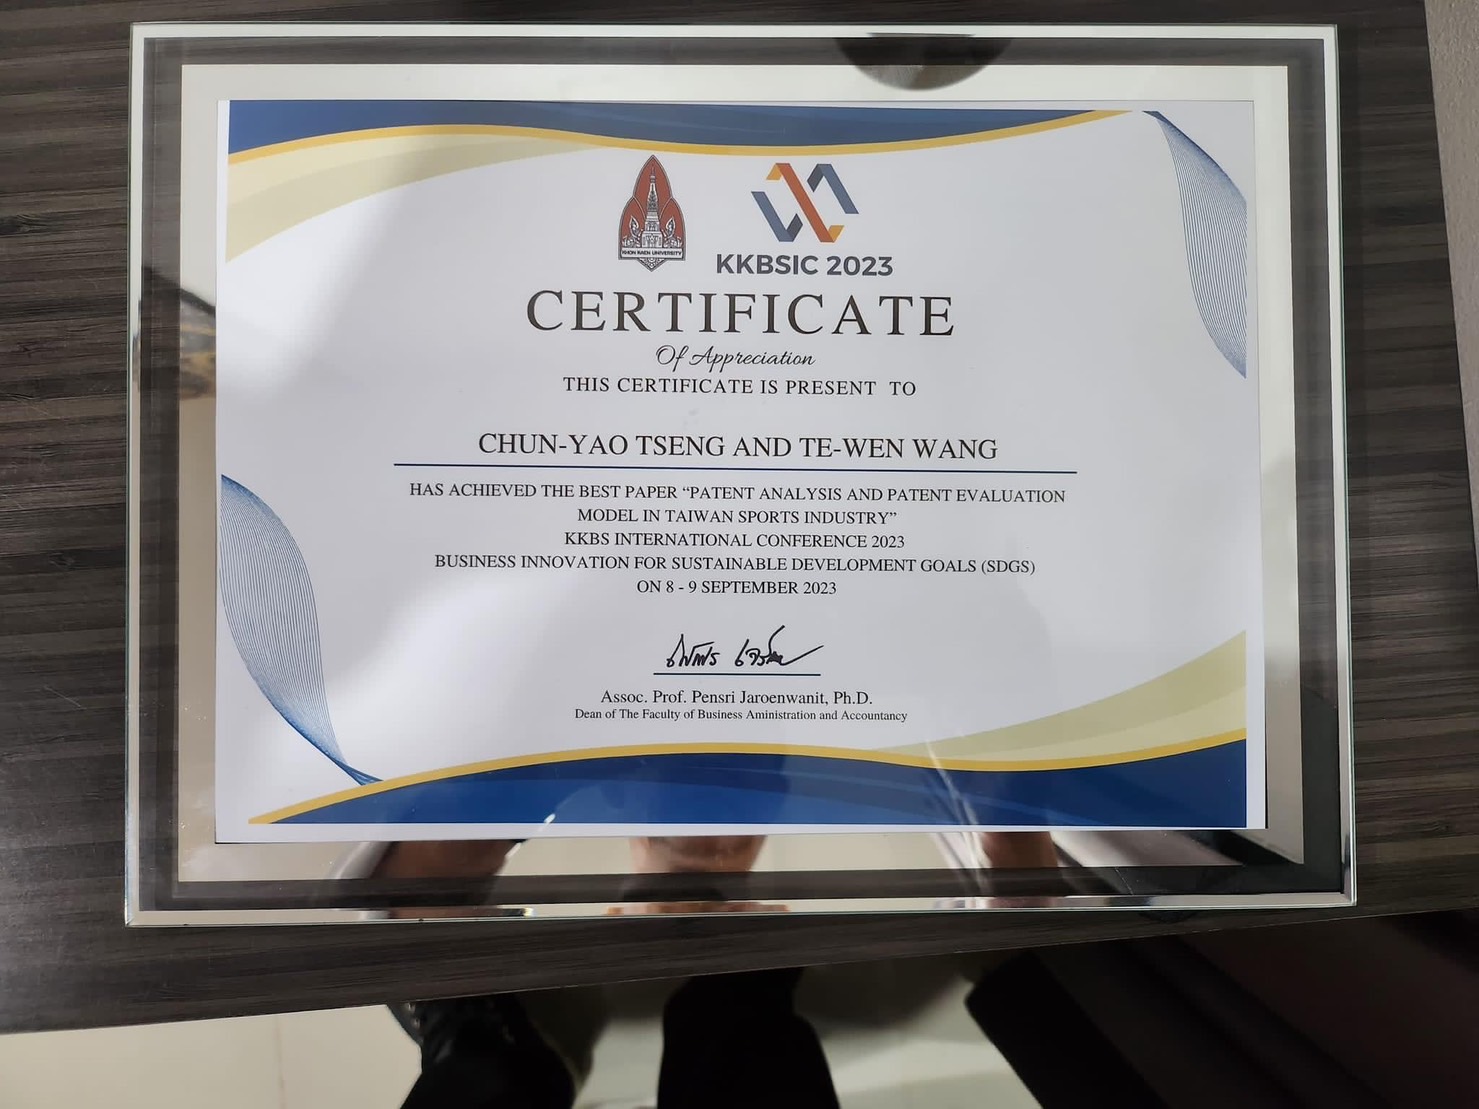 KHON KAEN UNIVERSITY
KKBSIC 2023
CERTIFICATE
Of Appreciation
THIS CERTIFICATE IS PRESENT TO
CHUN-YAO TSENG AND TE-WEN WANG
HAS ACHIEVED THE BEST PAPER “PATENT ANALYSIS AND PATENT EVALUATION
MODEL IN TAIWAN SPORTS INDUSTRY”
KKBS INTERNATIONAL CONFERENCE 2023
BUSINESS INNOVATION FOR SUSTAINABLE DEVELOPMENT GOALS (SDGS)
ON 8 - 9 SEPTEMBER 2023
Assoc. Prof. Pensri Jaroenwanit, Ph.D.
Dean of The Faculty of Business Aministration and Accountancy